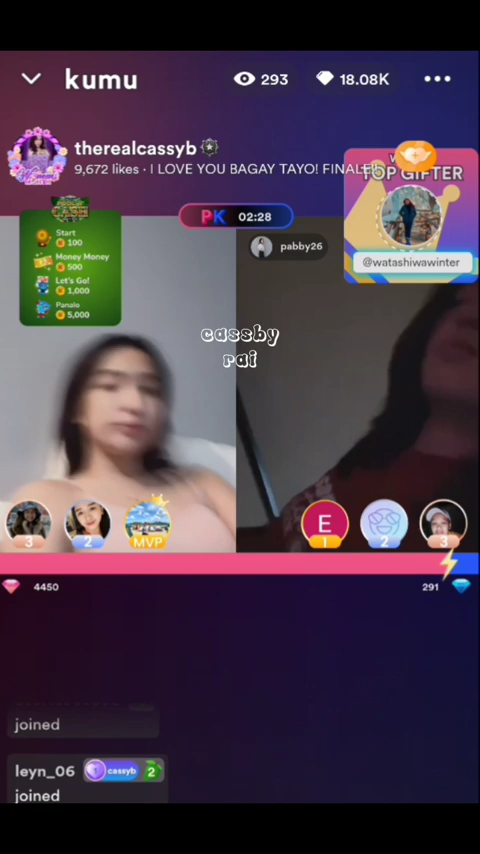 kumu
293
18.08K
therealcassyb
9,672 likes · I LOVE YOU BAGAY TAYO! FINALE!!
TOP GIFTER
@watashiwawinter
PK 02:28
pabby26
Start
100
Money Money
500
Let's Go!
1,000
Panalo
5,000
cassby
rai
3
2
MVP
E
1
2
3
4450
291
joined
leyn_06 1 cassyb 2
joined